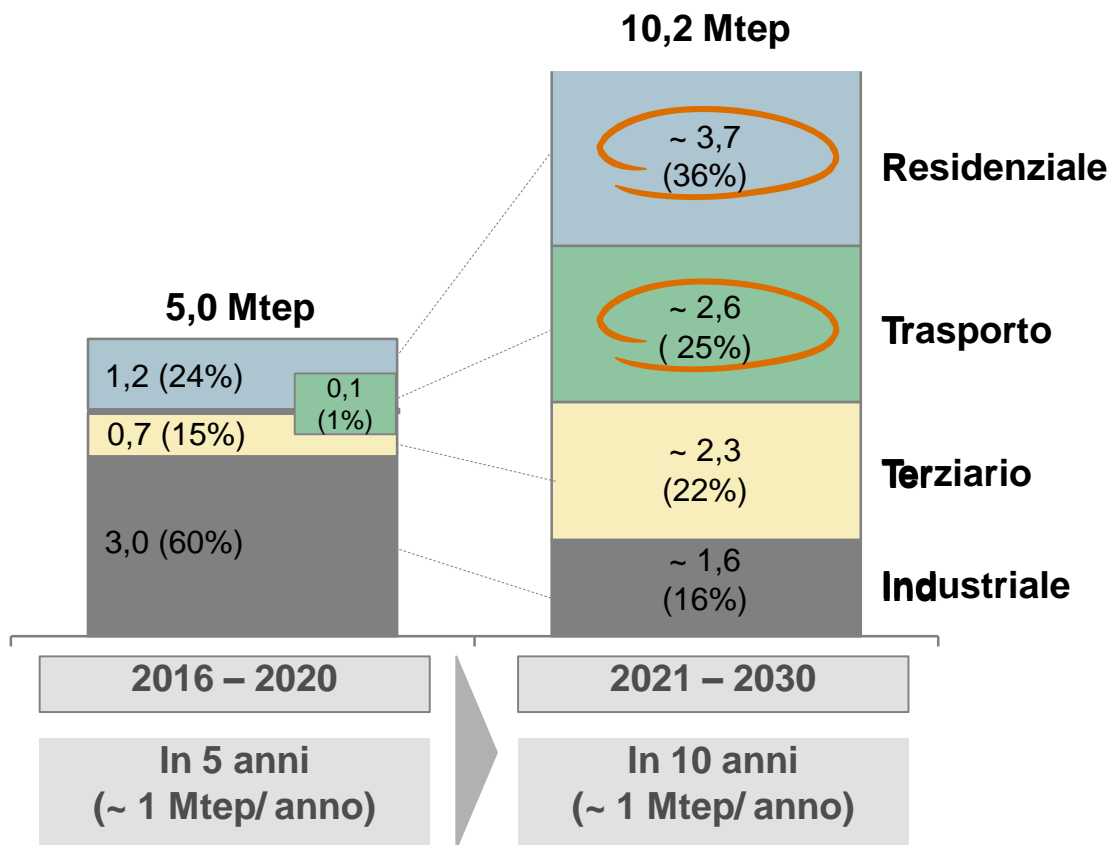 10,2 Mtep
~ 3,7
(36%)
Residenziale
5,0 Mtep
~ 2,6
( 25%)
Trasporto
1,2 (24%)
0,1
(1%)
0,7 (15%)
~ 2,3
(22%)
Terziario
3,0 (60%)
~ 1,6
(16%)
Industriale
2016 – 2020
2021 – 2030
In 5 anni
(~ 1 Mtep/ anno)
In 10 anni
(~ 1 Mtep/ anno)